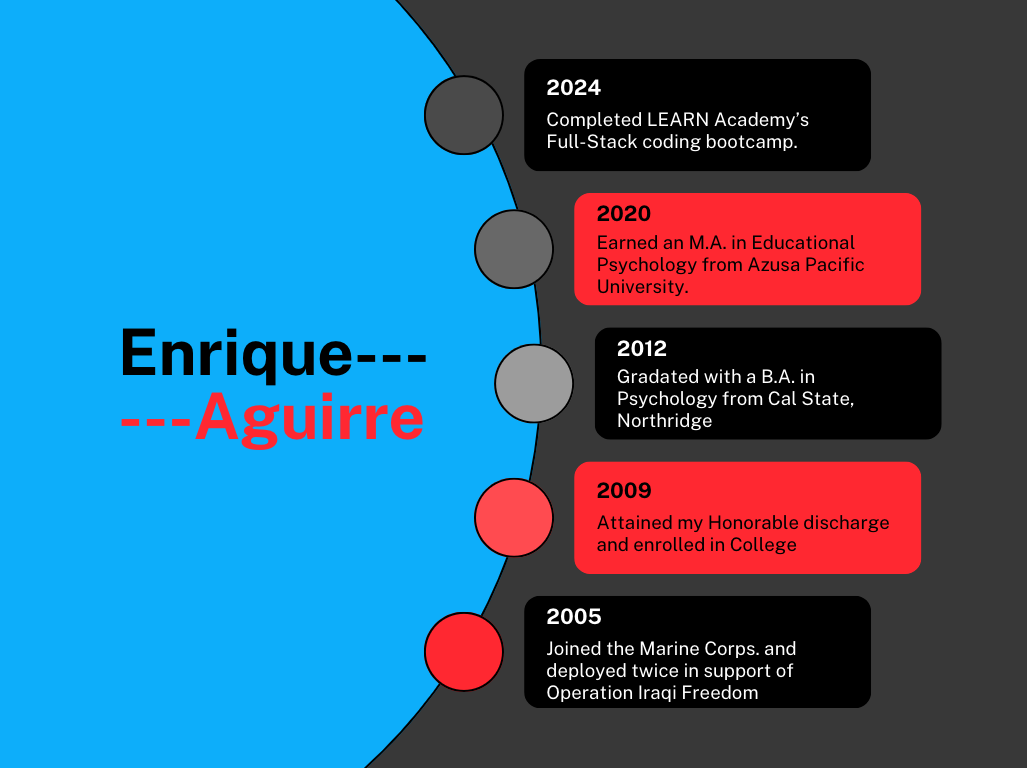 Enrique---
---Aguirre
2024
Completed LEARN Academy’s
Full-Stack coding bootcamp.
2020
Earned an M.A. in Educational
Psychology from Azusa Pacific
University.
2012
Gradated with a B.A. in
Psychology from Cal State,
Northridge
2009
Attained my Honorable discharge
and enrolled in College
2005
Joined the Marine Corps. and
deployed twice in support of
Operation Iraqi Freedom